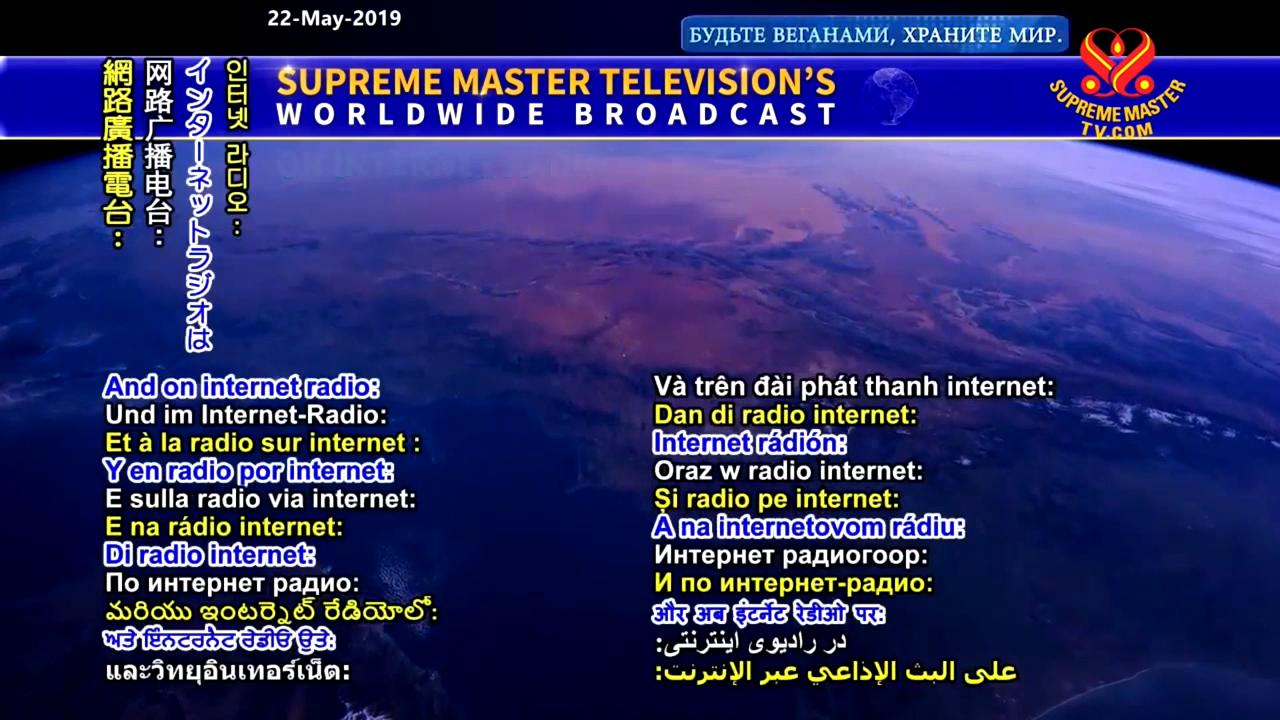 22-May-2019
БУДЬТЕ ВЕГАНАМИ, ХРАНИТЕ МИР.
SUPREME MASTER TELEVISION'S
WORLDWIDE BROADCAST
SUPREME MASTER
TV.COM
網路廣播電台：
网路广播电台：
インターネットラジオは
인터넷 라디오：
And on internet radio:
Und im Internet-Radio:
Et à la radio sur internet :
Y en radio por internet:
E sulla radio via internet:
E na rádio internet:
Di radio internet:
По интернет радио:
మరియు ఇంటర్నెట్ రేడియోలో:
ਅਤੇ ਇੰਨਟਰਨੇਟ ਰੇਡੀਓ ਉਤੇ:
และวิทยุอินเทอร์เน็ต:
Và trên đài phát thanh internet:
Dan di radio internet:
Internet rádión:
Oraz w radio internet:
Și radio pe internet:
A na internetovom rádiu:
Интернет радиогоор:
И по интернет-радио:
और अब इंटर्नेट रेडीओ पर:
در رادیوی اینترنتی:
على البث الإذاعي عبر الإنترنت: